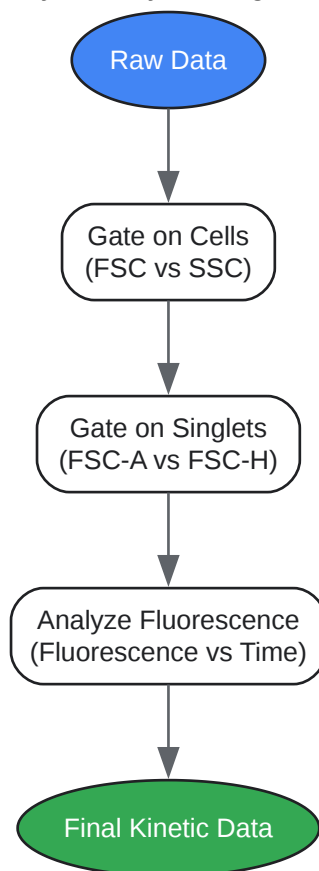 Raw Data
Gate on Cells
(FSC vs SSC)
Gate on Singlets
(FSC-A vs FSC-H)
Analyze Fluorescence
(Fluorescence vs Time)
Final Kinetic Data